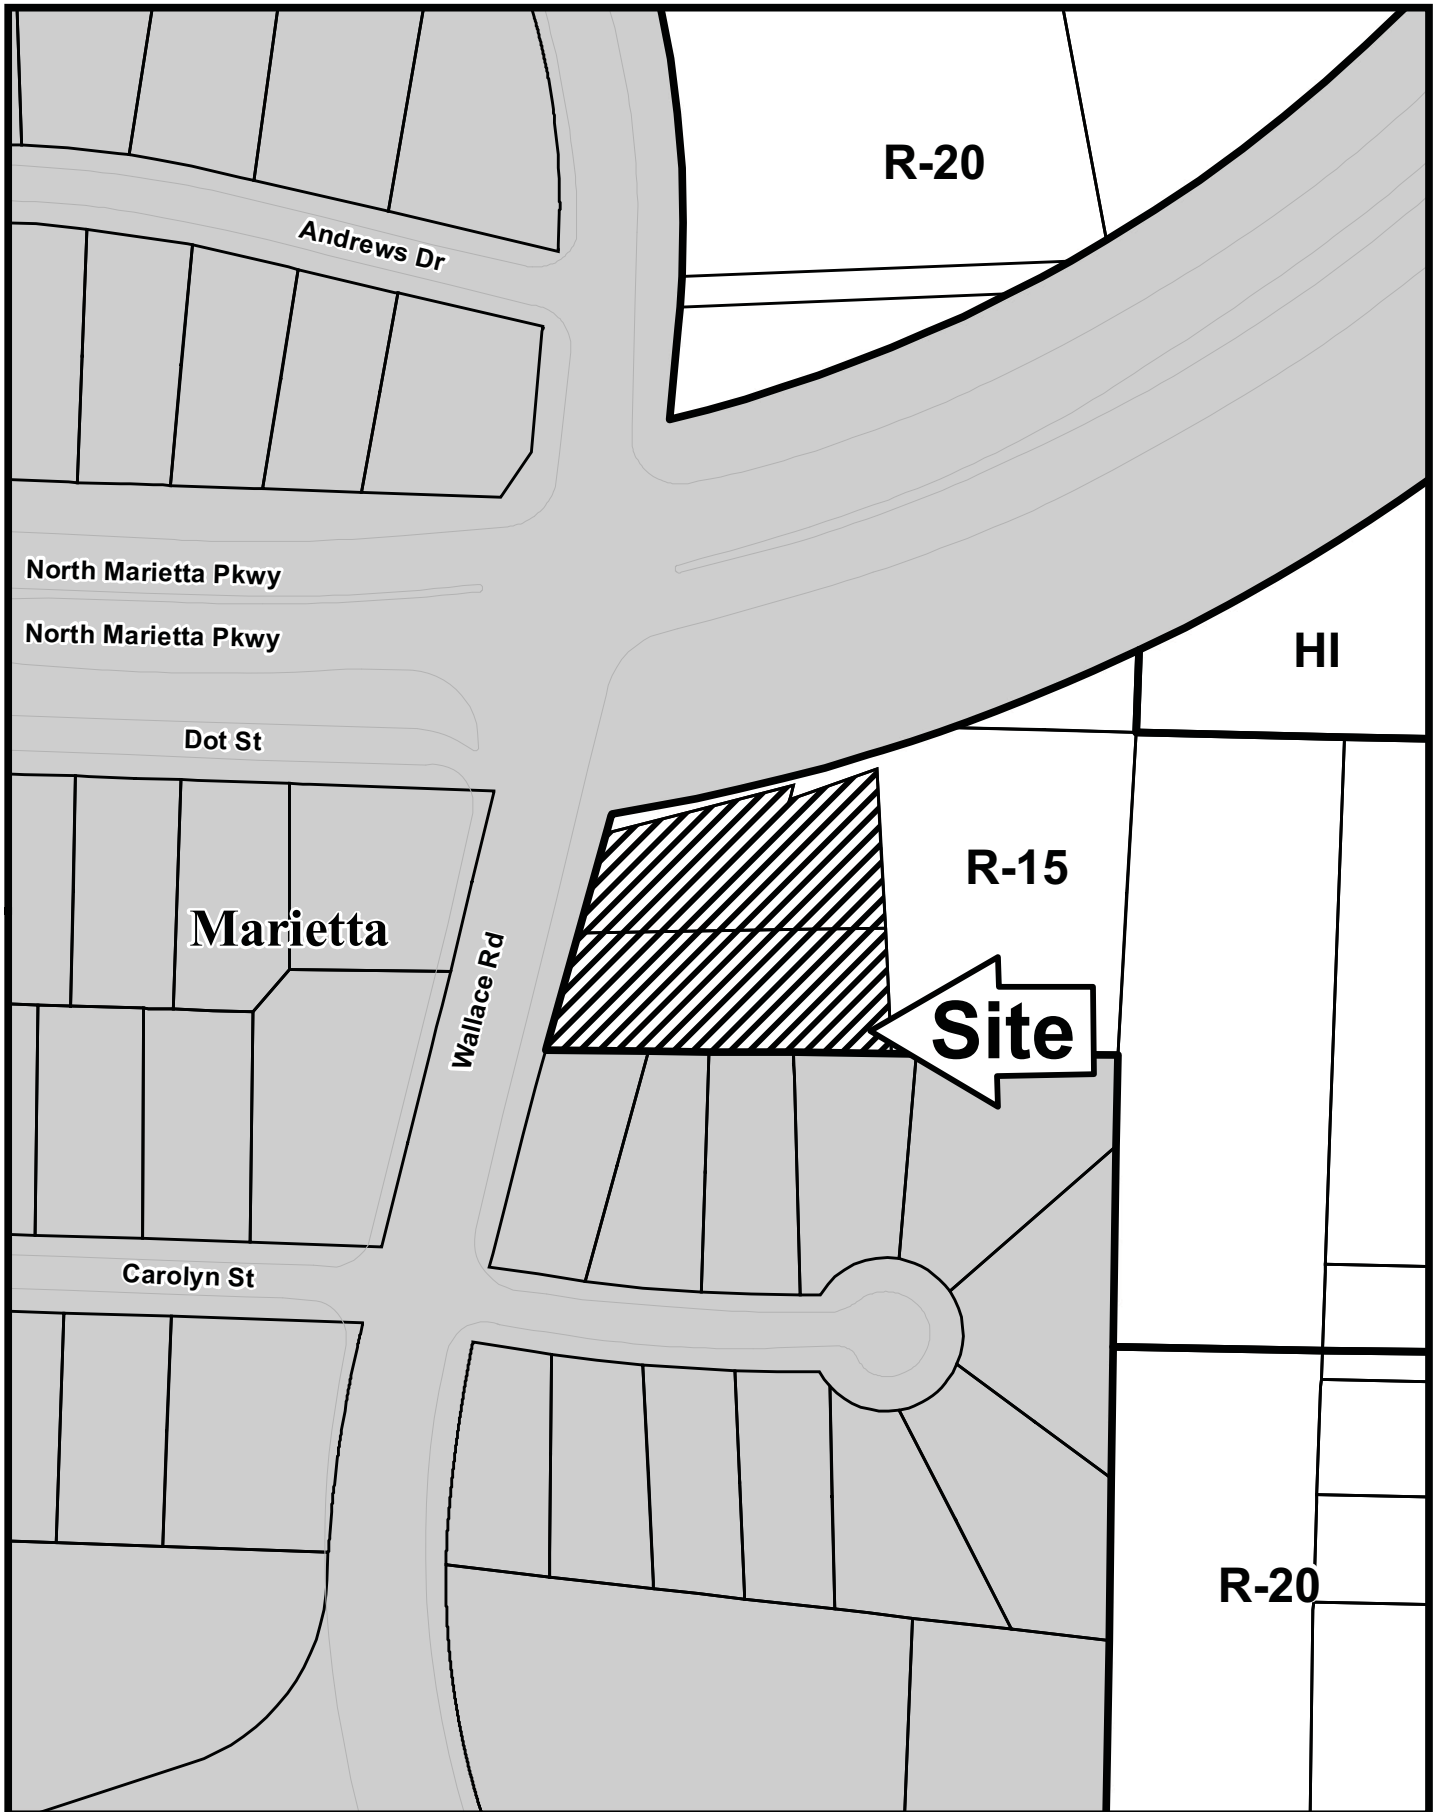 R-20
Andrews Dr
North Marietta Pkwy
North Marietta Pkwy
HI
Dot St
R-15
Marietta
Wallace Rd
Site
Carolyn St
R-20